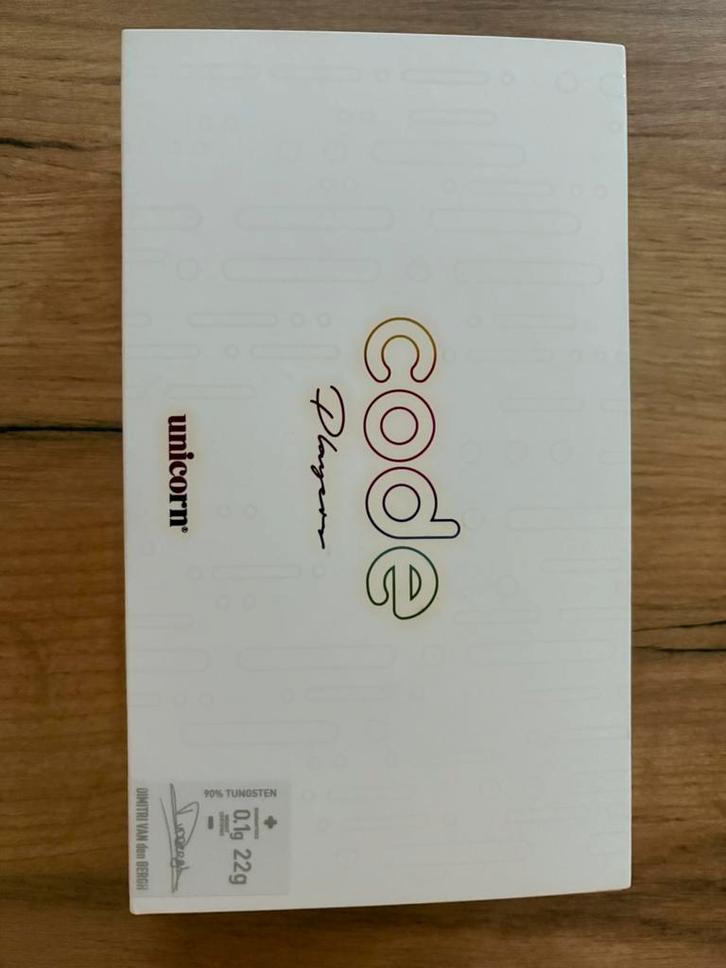 code
Players
unicorn®
90% TUNGSTEN
+ 0.1g - 22g
DIMITRI VAN den BERGH